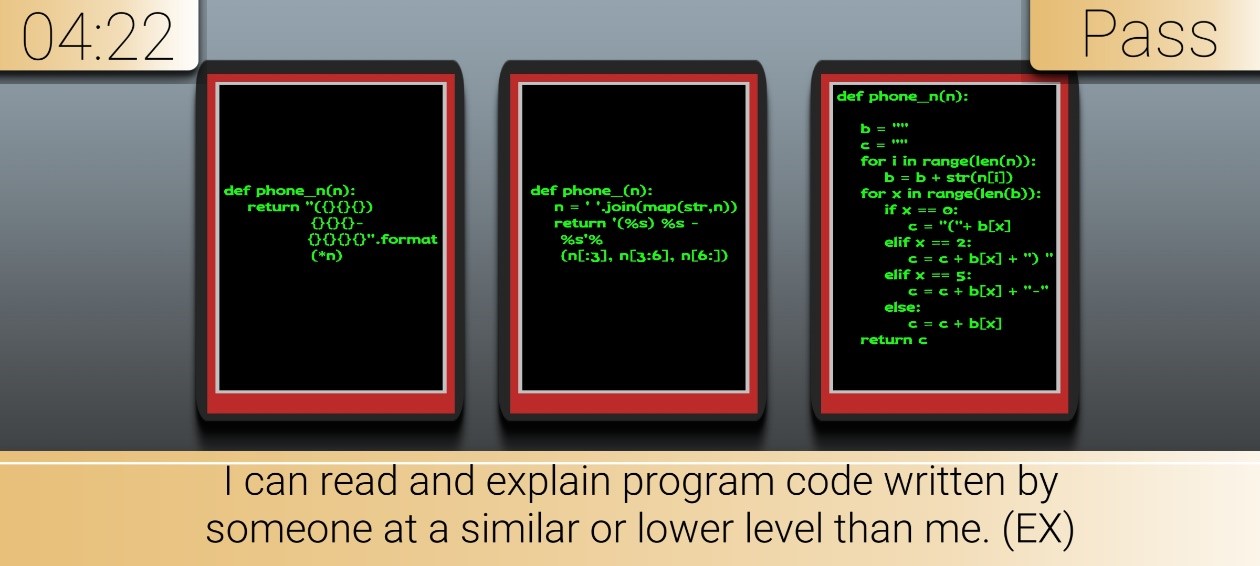 04:22
Pass
def phone_n(n):
return "({}{}{})
{}{}{}-
{}{}{}{}".format
(*n)
def phone_(n):
n = ' '.join(map(str,n))
return '(%s) %s -
%s'%
(n[:3], n[3:6], n[6:])
def phone_n(n):
b = ""
c = ""
for i in range(len(n)):
b = b + str(n[i])
for x in range(len(b)):
if x == 0:
c = "("+ b[x]
elif x == 2:
c = c + b[x] + ") "
elif x == 5:
c = c + b[x] + "-"
else:
c = c + b[x]
return c
I can read and explain program code written by
someone at a similar or lower level than me. (EX)